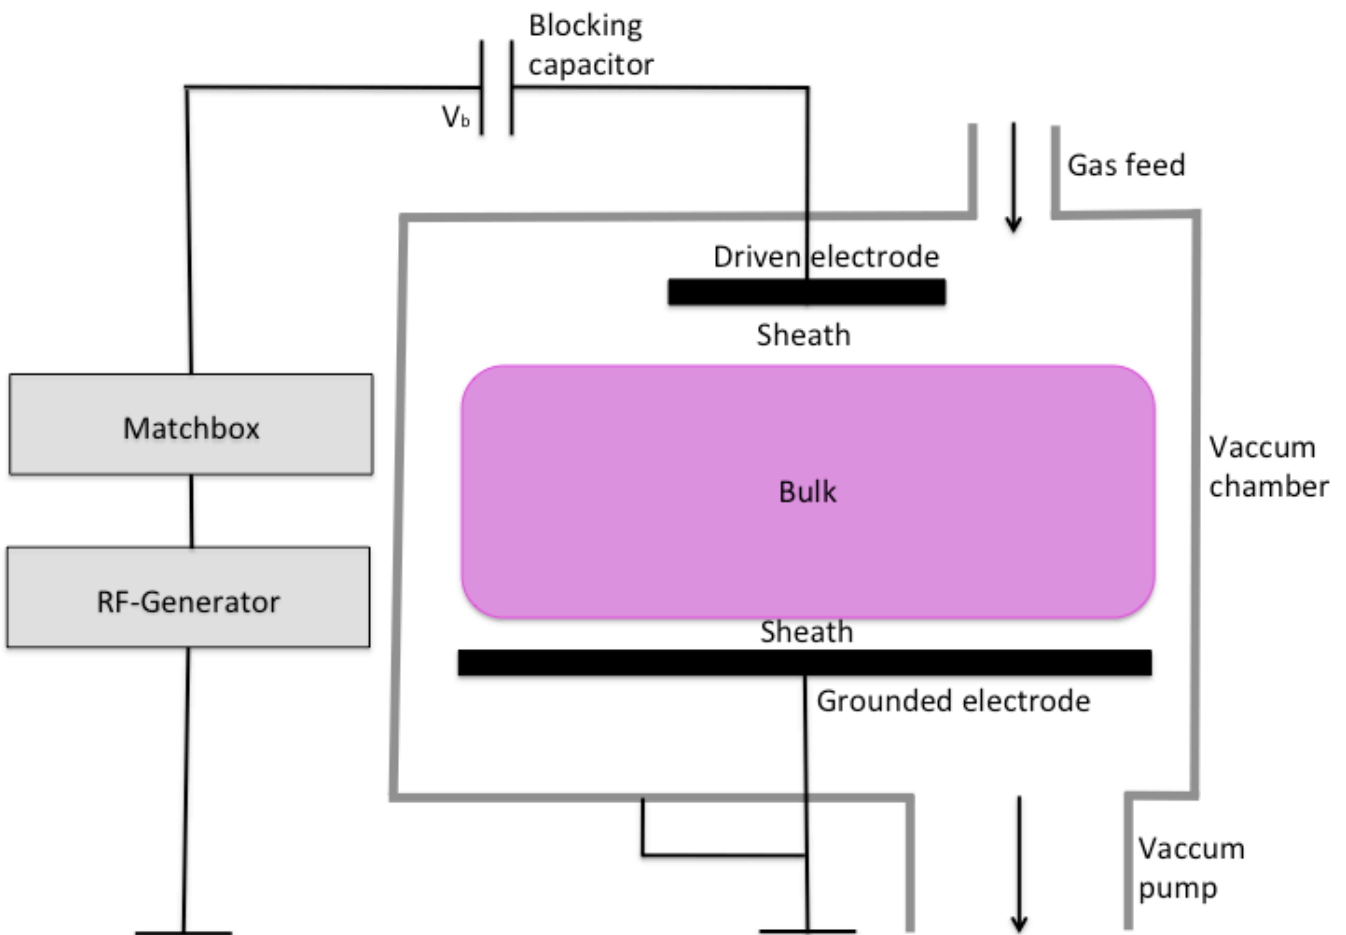 Blocking
capacitor
Vb
Gas feed
Driven electrode
Sheath
Matchbox
Vaccum
chamber
Bulk
RF-Generator
Sheath
Grounded electrode
Vaccum
pump